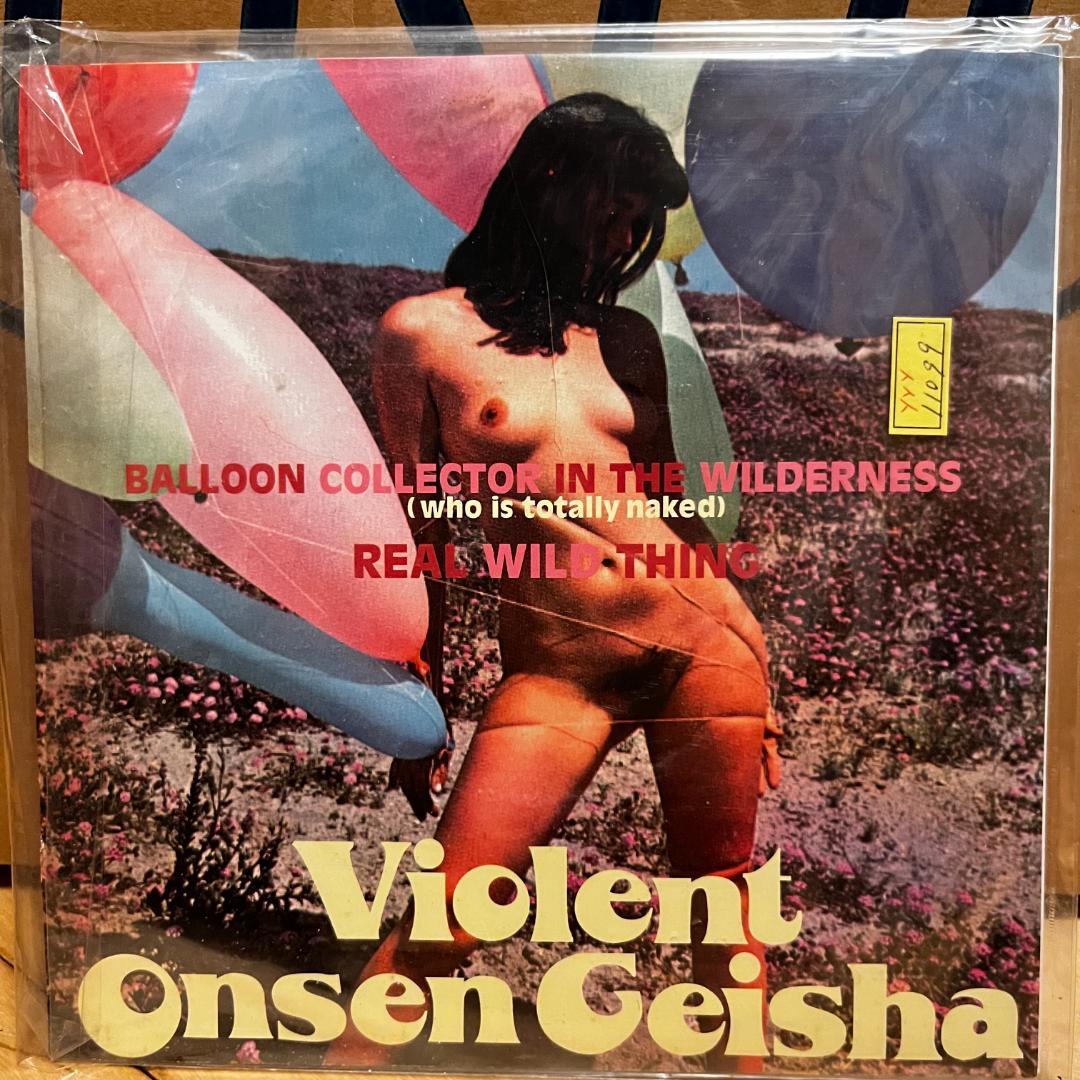 BALLOON COLLECTOR IN THE WILDERNESS
(who is totally naked)
REAL WILD THING
Violent
Onsen Geisha